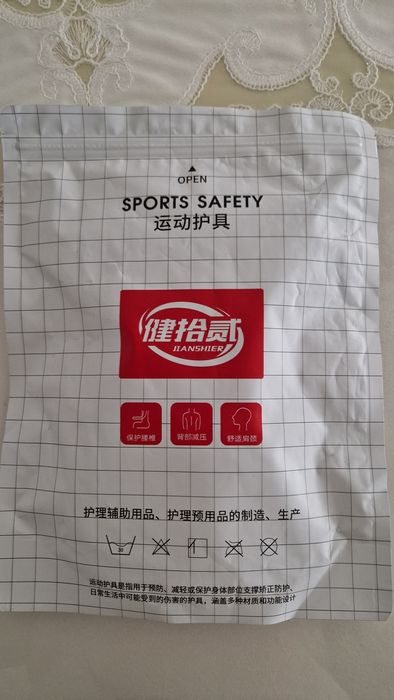 OPEN
SPORTS SAFETY
运动护具
健拾贰
JIANSHIER
保护腰椎 背部减压 舒适肩颈
护理辅助用品、护理预用品的制造、生产
30
运动护具是指用于预防、减轻或保护身体部位支撑矫正防护、
日常生活中可能受到的伤害的护具，涵盖多种材质和功能设计